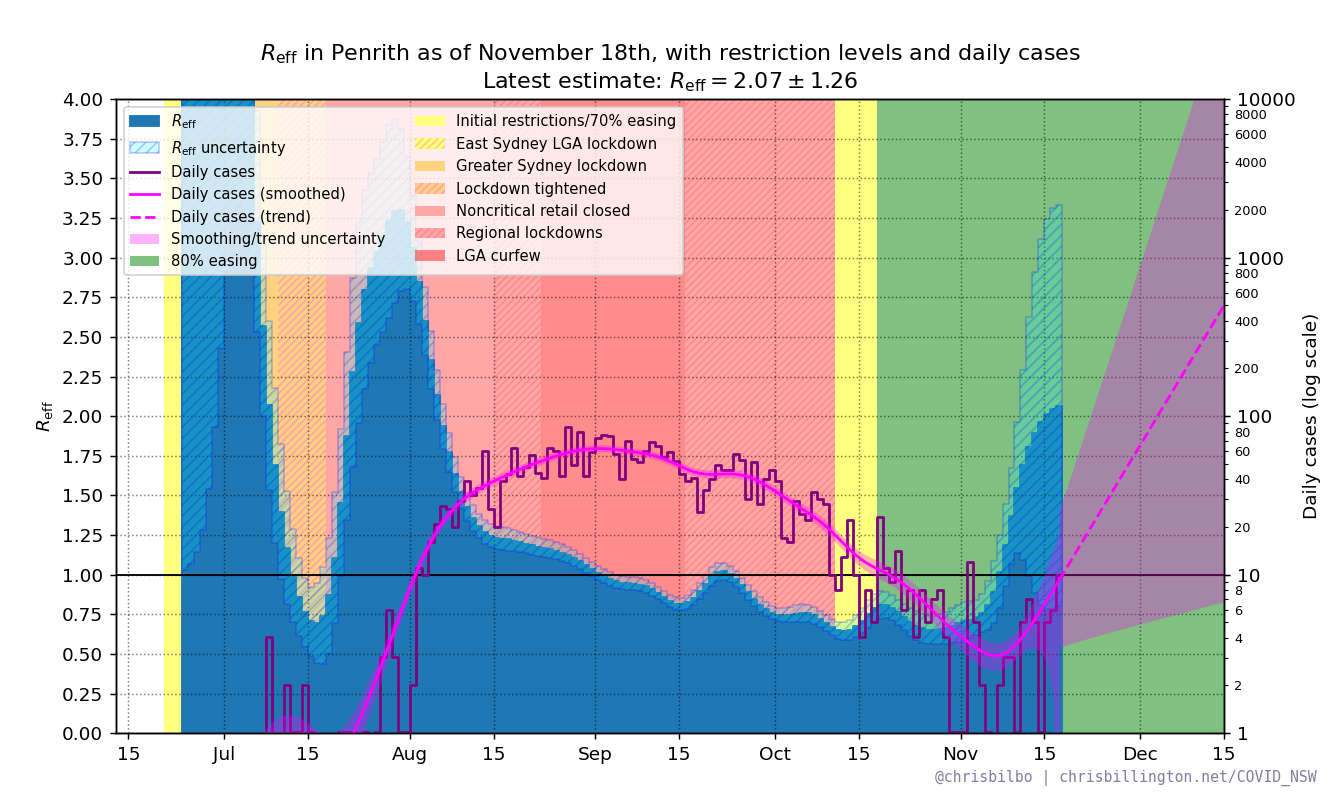 Reff in Penrith as of November 18th, with restriction levels and daily cases
Latest estimate: Reff = 2.07 ± 1.26
Reff
Reff uncertainty
Daily cases
Daily cases (smoothed)
Daily cases (trend)
Smoothing/trend uncertainty
80% easing
Initial restrictions/70% easing
East Sydney LGA lockdown
Greater Sydney lockdown
Lockdown tightened
Noncritical retail closed
Regional lockdowns
LGA curfew
4.00
3.75
3.50
3.25
3.00
2.75
2.50
2.25
2.00
1.75
1.50
1.25
1.00
0.75
0.50
0.25
0.00
Reff
10000
8000
6000
4000
2000
1000
800
600
400
200
100
80
60
40
20
10
8
6
4
2
1
Daily cases (log scale)
15 Jul 15 Aug 15 Sep 15 Oct 15 Nov 15 Dec 15
@chrisbilbo | chrisbillington.net/COVID_NSW